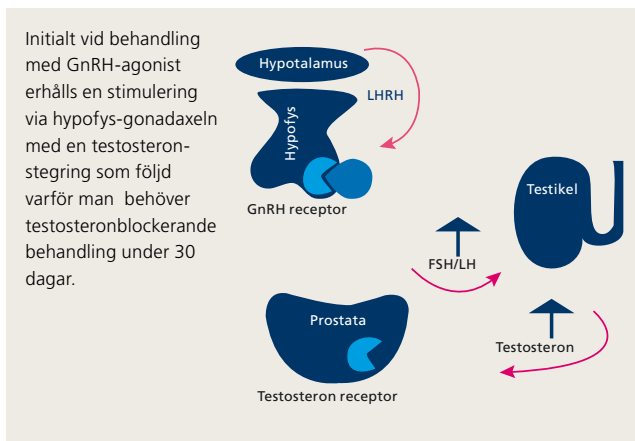 Initialt vid behandling
med GnRH-agonist
erhålls en stimulering
via hypofys-gonadaxeln
med en testosteron-
stegring som följd
varför man behöver
testosteronblockerande
behandling under 30
dagar.
Hypotalamus
LHRH
Hypofys
GnRH receptor
Testikel
FSH/LH
Prostata
Testosteron
Testosteron receptor